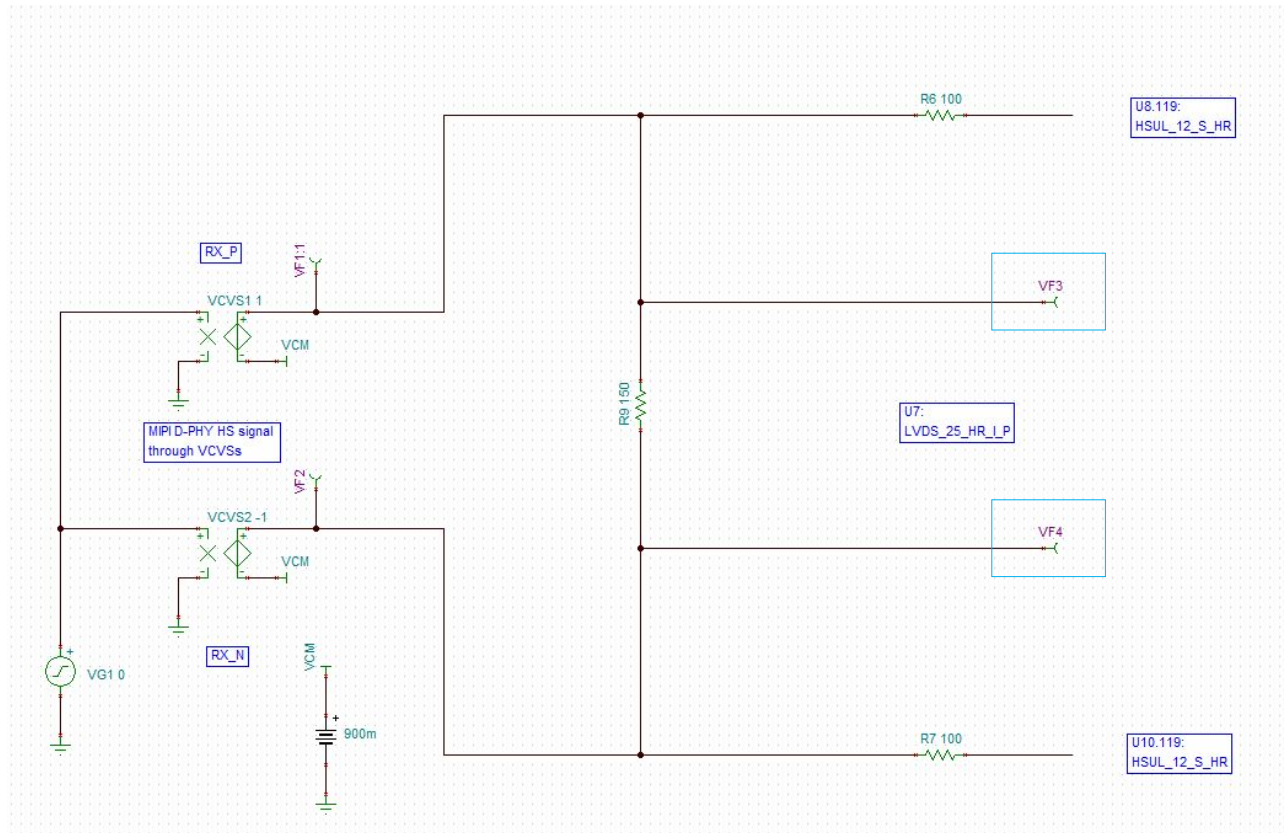 R6 100
U8.119:
HSUL_12_S_HR
RX_P
VF1:1
VF3
VCVS1 1
+
+
-
-
VCM
R9 150
U7:
LVDS_25_HR_I_P
MIPI D-PHY HS signal
through VCVSs
VF2
VCVS2 -1
VF4
+
+
-
-
VCM
RX_N
+
VG1 0
VCM
+
900m
R7 100
U10.119:
HSUL_12_S_HR